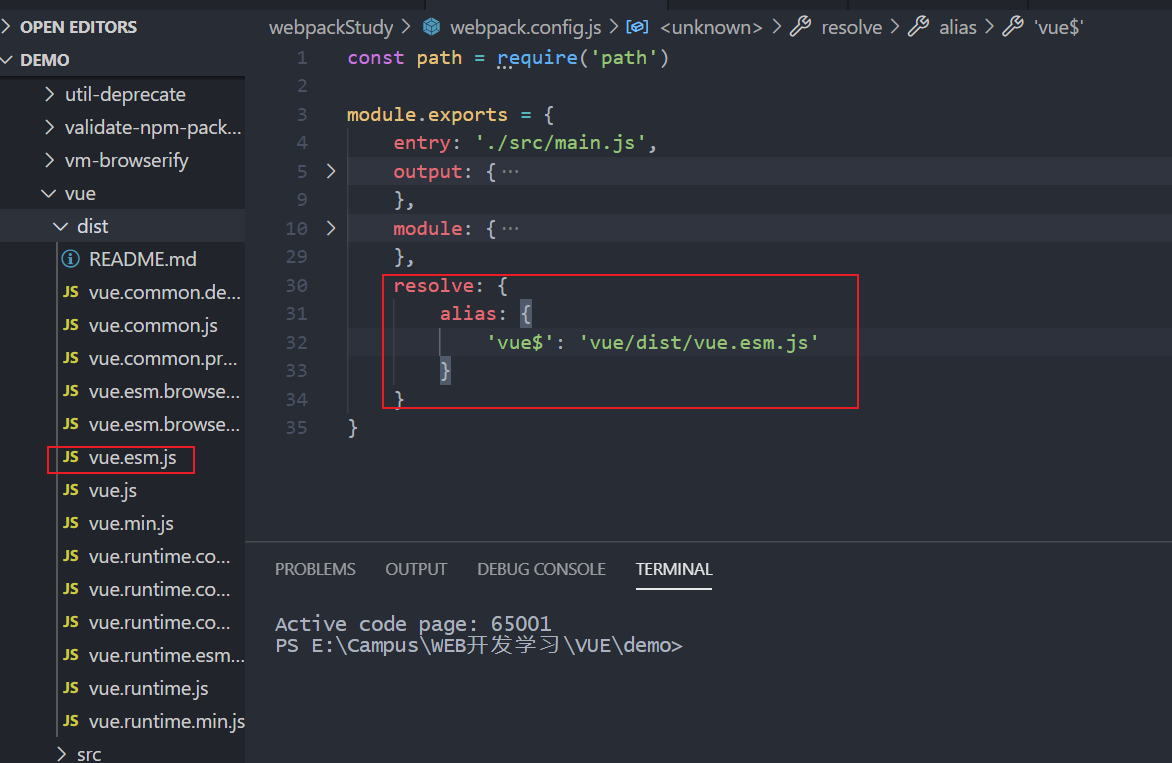 OPEN EDITORS
DEMO
util-deprecate
validate-npm-pack...
vm-browserify
vue
dist
README.md
JS vue.common.de...
JS vue.common.js
JS vue.common.pr...
JS vue.esm.browse...
JS vue.esm.browse...
JS vue.esm.js
JS vue.js
JS vue.min.js
JS vue.runtime.co...
JS vue.runtime.co...
JS vue.runtime.co...
JS vue.runtime.esm...
JS vue.runtime.js
JS vue.runtime.min.js
src
webpackStudy > webpack.config.js > <unknown> > resolve > alias > 'vue$'
1 const path = require('path')
2
3 module.exports = {
4 entry: './src/main.js',
5 output: {···
9 },
10 module: {···
29 },
30 resolve: {
31 alias: {
32 'vue$': 'vue/dist/vue.esm.js'
33 }
34 }
35 }
PROBLEMS OUTPUT DEBUG CONSOLE TERMINAL
Active code page: 65001
PS E:\Campus\WEB开发学习\VUE\demo>